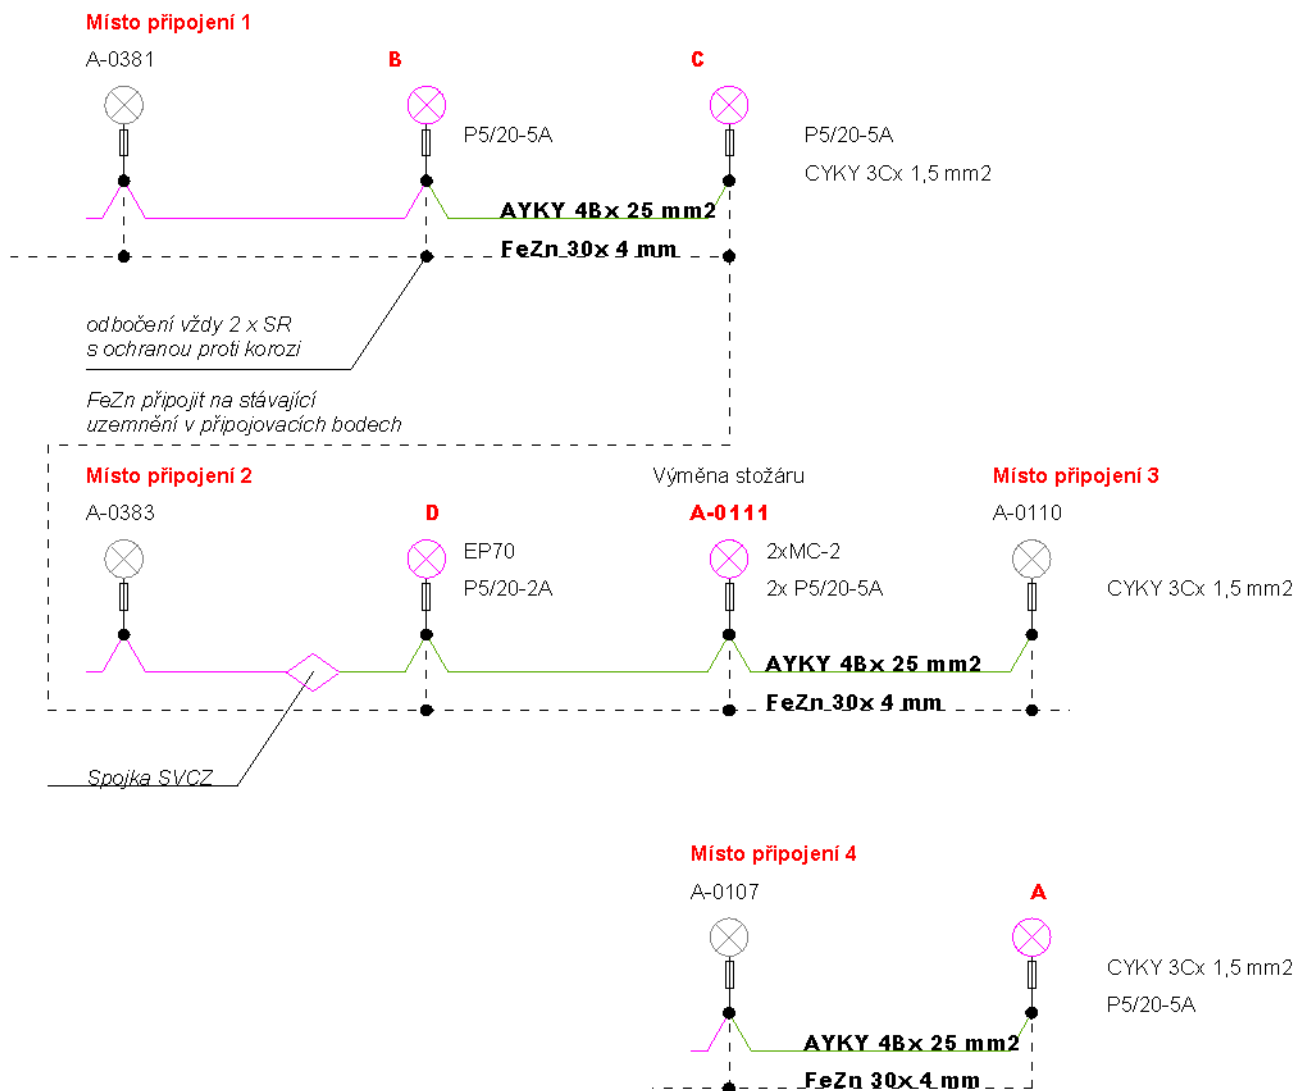 Místo připojení 1
A-0381
B
C
P5/20-5A
P5/20-5A
CYKY 3Cx 1,5 mm2
AYKY 4Bx 25 mm2
FeZn 30x 4 mm
odbočení vždy 2 x SR
s ochranou proti korozi
FeZn připojit na stávající
uzemnění v připojovacích bodech
Místo připojení 2
A-0383
D
EP70
P5/20-2A
Výměna stožáru
A-0111
2xMC-2
2x P5/20-5A
Místo připojení 3
A-0110
CYKY 3Cx 1,5 mm2
AYKY 4Bx 25 mm2
FeZn 30x 4 mm
Spojka SVCZ
Místo připojení 4
A-0107
A
CYKY 3Cx 1,5 mm2
P5/20-5A
AYKY 4Bx 25 mm2
FeZn 30x 4 mm